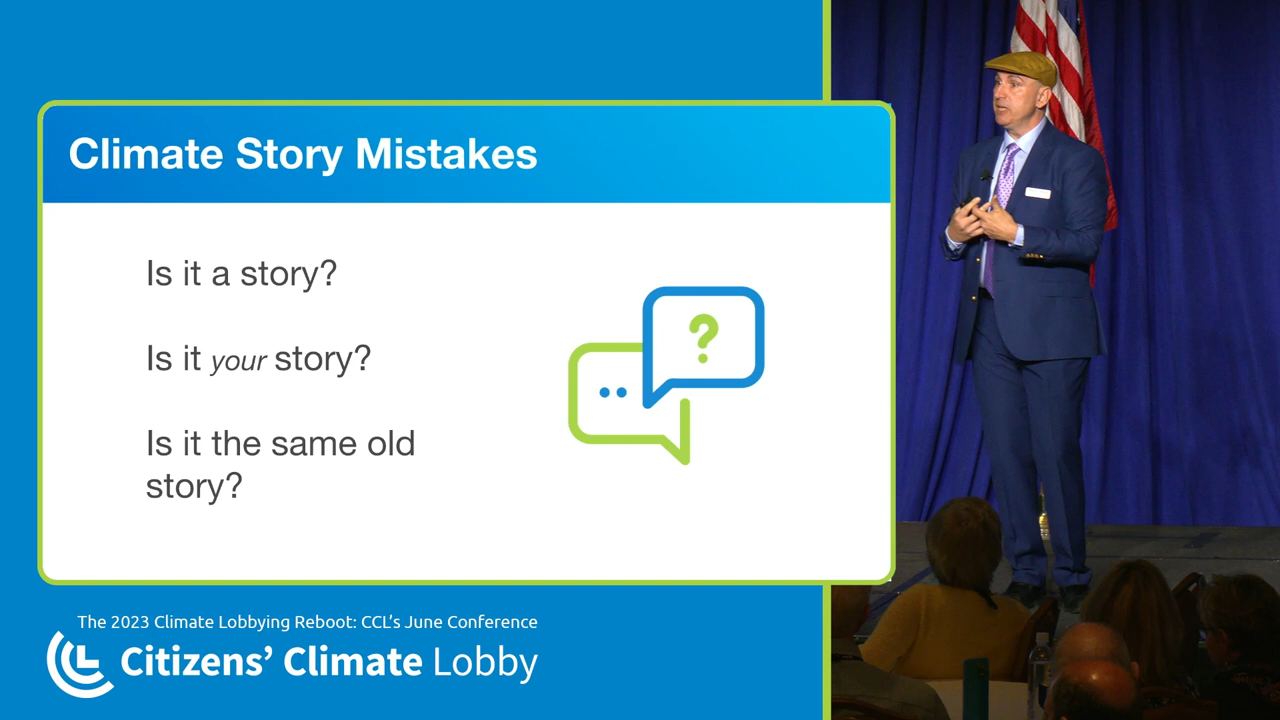 Climate Story Mistakes
Is it a story?
Is it your story?
Is it the same old
story?
?
The 2023 Climate Lobbying Reboot: CCL’s June Conference
Citizens’ Climate Lobby